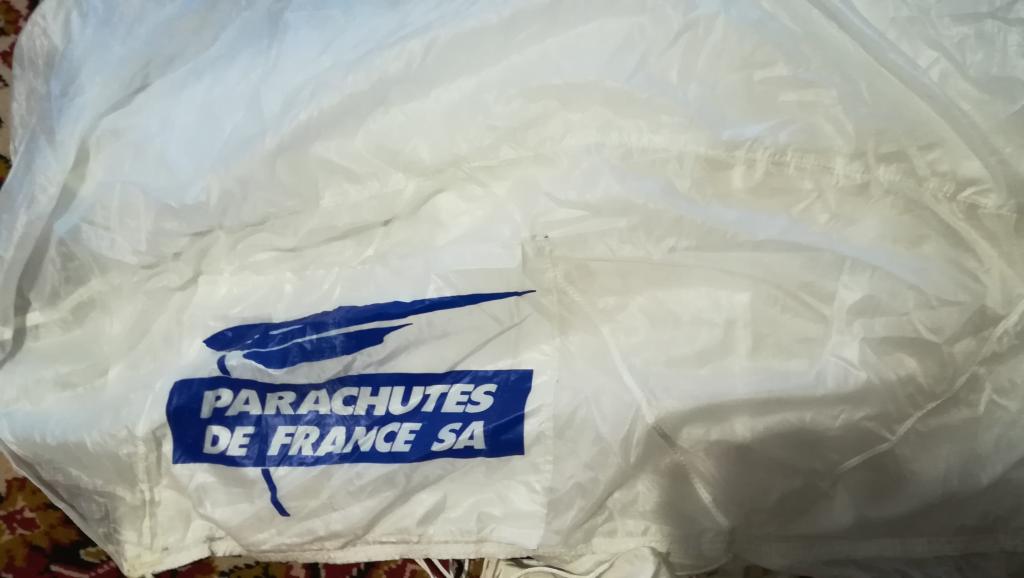 PARACHUTES
DE FRANCE SA